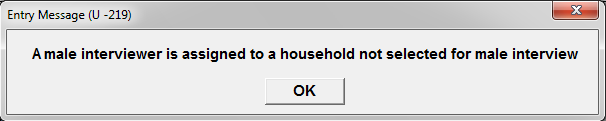 Entry Message (U -219)
A male interviewer is assigned to a household not selected for male interview
OK